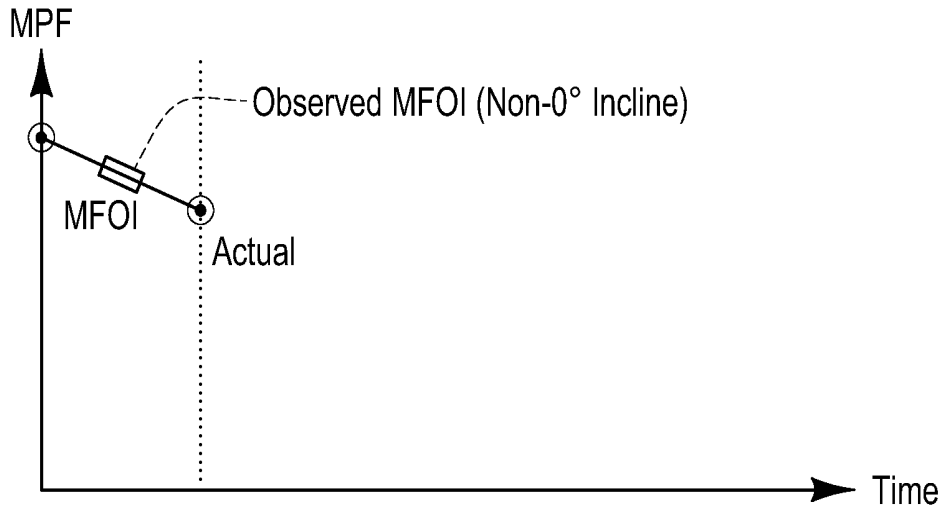 MPF
Observed MFOI (Non-0° Incline)
MFOI
Actual
Time